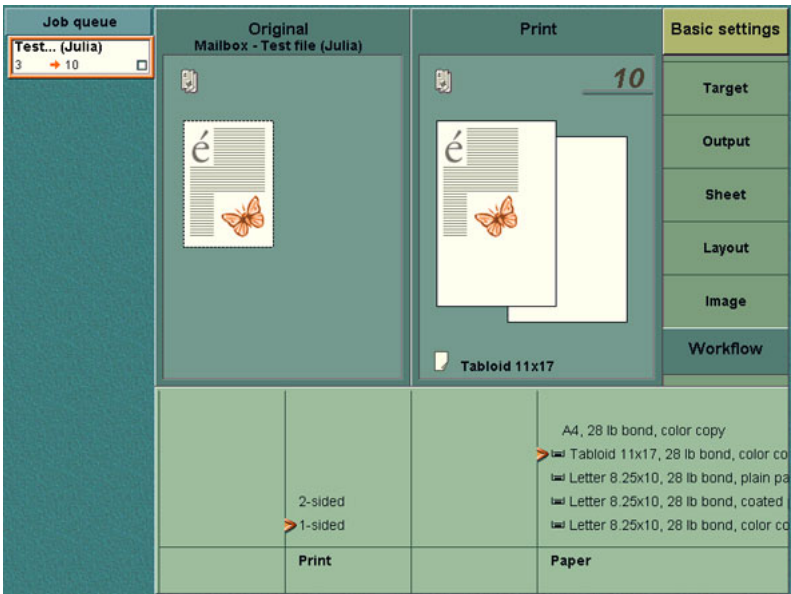 Job queue
Test... (Julia)
3 → 10
Original
Mailbox - Test file (Julia)
é
Print
10
é
Tabloid 11x17
Basic settings
Target
Output
Sheet
Layout
Image
Workflow
2-sided
1-sided
Print
A4, 28 lb bond, color copy
Tabloid 11x17, 28 lb bond, color co
Letter 8.25x10, 28 lb bond, plain pa
Letter 8.25x10, 28 lb bond, coated
Letter 8.25x10, 28 lb bond, color co
Paper